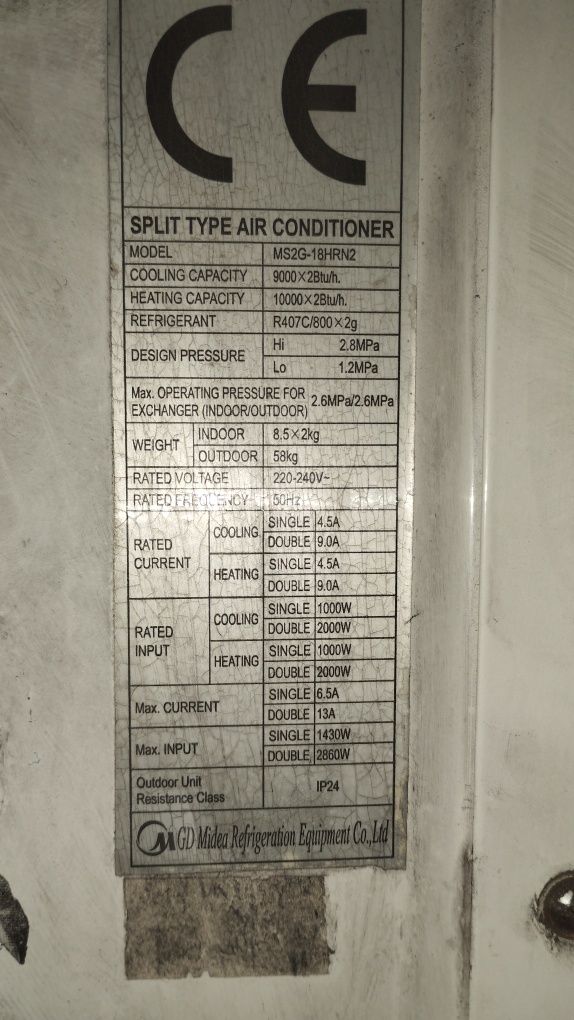 CE
SPLIT TYPE AIR CONDITIONER
MODEL MS2G-18HRN2
COOLING CAPACITY 9000×2Btu/h.
HEATING CAPACITY 10000×2Btu/h.
REFRIGERANT R407C/800×2g
DESIGN PRESSURE Hi 2.8MPa
Lo 1.2MPa
Max. OPERATING PRESSURE FOR
EXCHANGER (INDOOR/OUTDOOR) 2.6MPa/2.6MPa
WEIGHT INDOOR 8.5×2kg
OUTDOOR 58kg
RATED VOLTAGE 220-240V~
RATED FREQUENCY 50Hz
RATED CURRENT COOLING SINGLE 4.5A
DOUBLE 9.0A
HEATING SINGLE 4.5A
DOUBLE 9.0A
RATED INPUT COOLING SINGLE 1000W
DOUBLE 2000W
HEATING SINGLE 1000W
DOUBLE 2000W
Max. CURRENT SINGLE 6.5A
DOUBLE 13A
Max. INPUT SINGLE 1430W
DOUBLE 2860W
Outdoor Unit
Resistance Class IP24
GD Midea Refrigeration Equipment Co.,Ltd